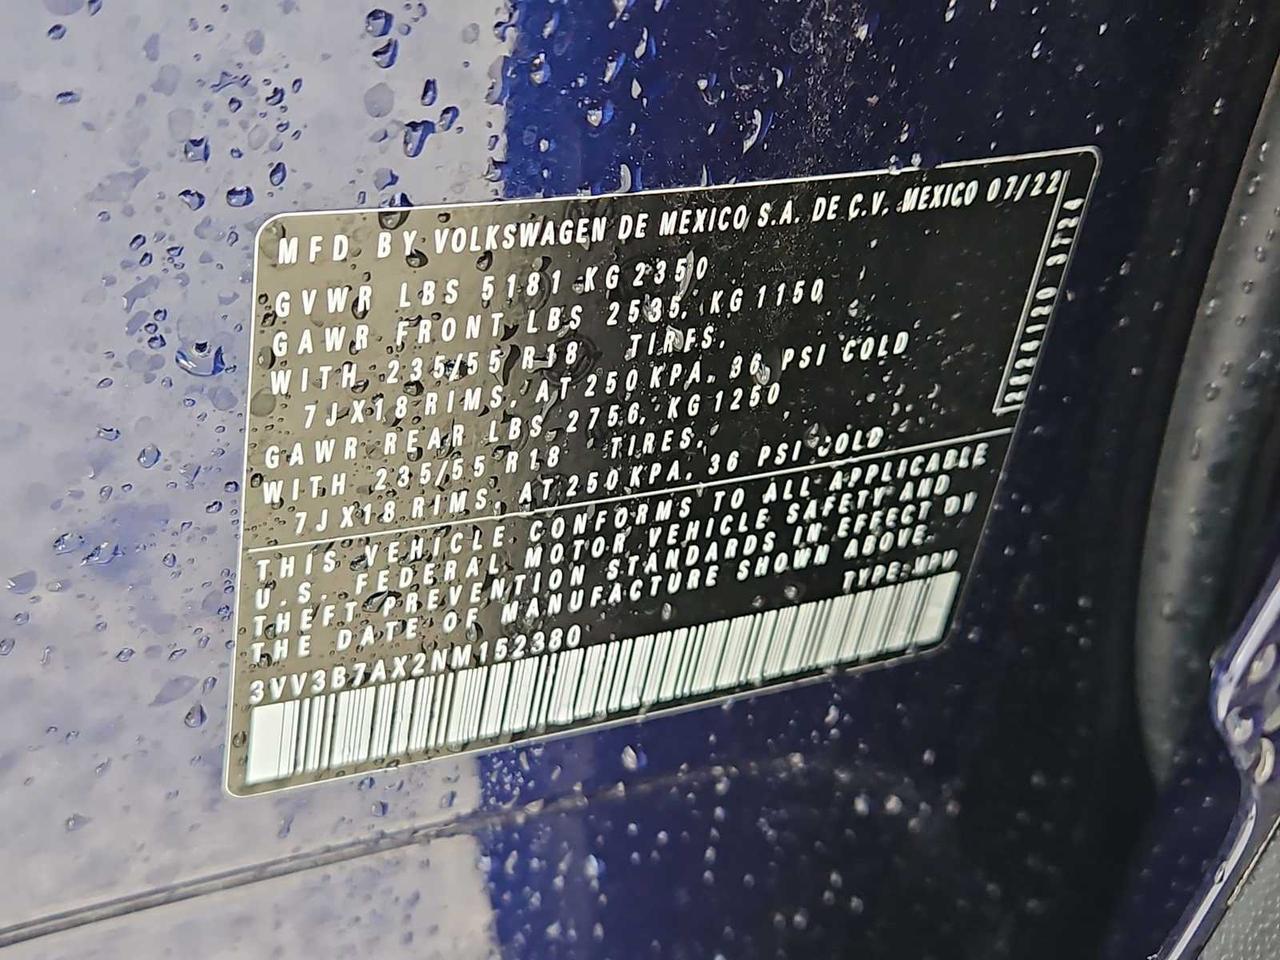 MFD BY VOLKSWAGEN DE MEXICO S.A. DE C.V. MEXICO 07/22
GVWR LBS 5181 KG 2350
GAWR FRONT LBS 2535, KG 1150
WITH 235/55 R18 TIRES,
7JX18 RIMS, AT 250 KPA, 36 PSI COLD
GAWR REAR LBS 2756, KG 1250
WITH 235/55 R18 TIRES,
7JX18 RIMS, AT 250 KPA, 36 PSI COLD
THIS VEHICLE CONFORMS TO ALL APPLICABLE
U.S. FEDERAL MOTOR VEHICLE SAFETY AND
THEFT PREVENTION STANDARDS IN EFFECT ON
THE DATE OF MANUFACTURE SHOWN ABOVE.
3VV3B7AX2NM152380 TYPE:MPV